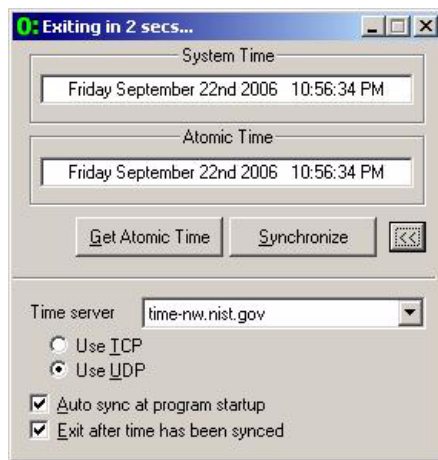 0: Exiting in 2 secs...
System Time
Friday September 22nd 2006 10:56:34 PM
Atomic Time
Friday September 22nd 2006 10:56:34 PM
Get Atomic Time Synchronize <<
Time server time-nw.nist.gov
Use TCP
Use UDP
Auto sync at program startup
Exit after time has been synced